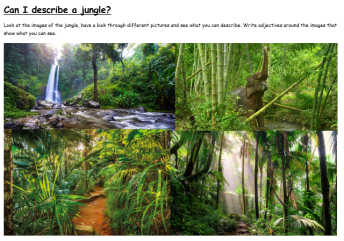 Can I describe a jungle?
Look at the images of the jungle, have a look through different pictures and see what you can describe. Write adjectives around the images that
show what you can see.